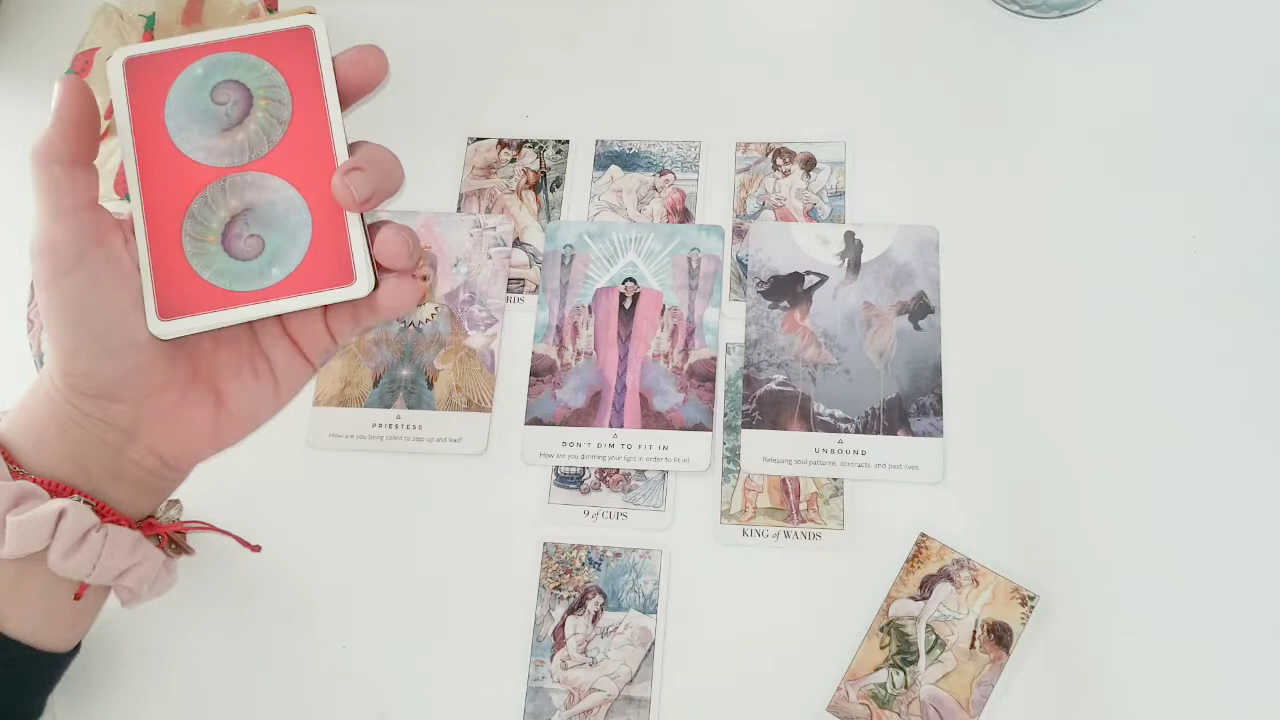 RDS
PRIESTESS
How are you being called to step up and lead?
DON'T DIM TO FIT IN
How are you dimming your light in order to fit in?
UNBOUND
Releasing soul patterns, contracts, and past lives.
9 of CUPS
KING of WANDS